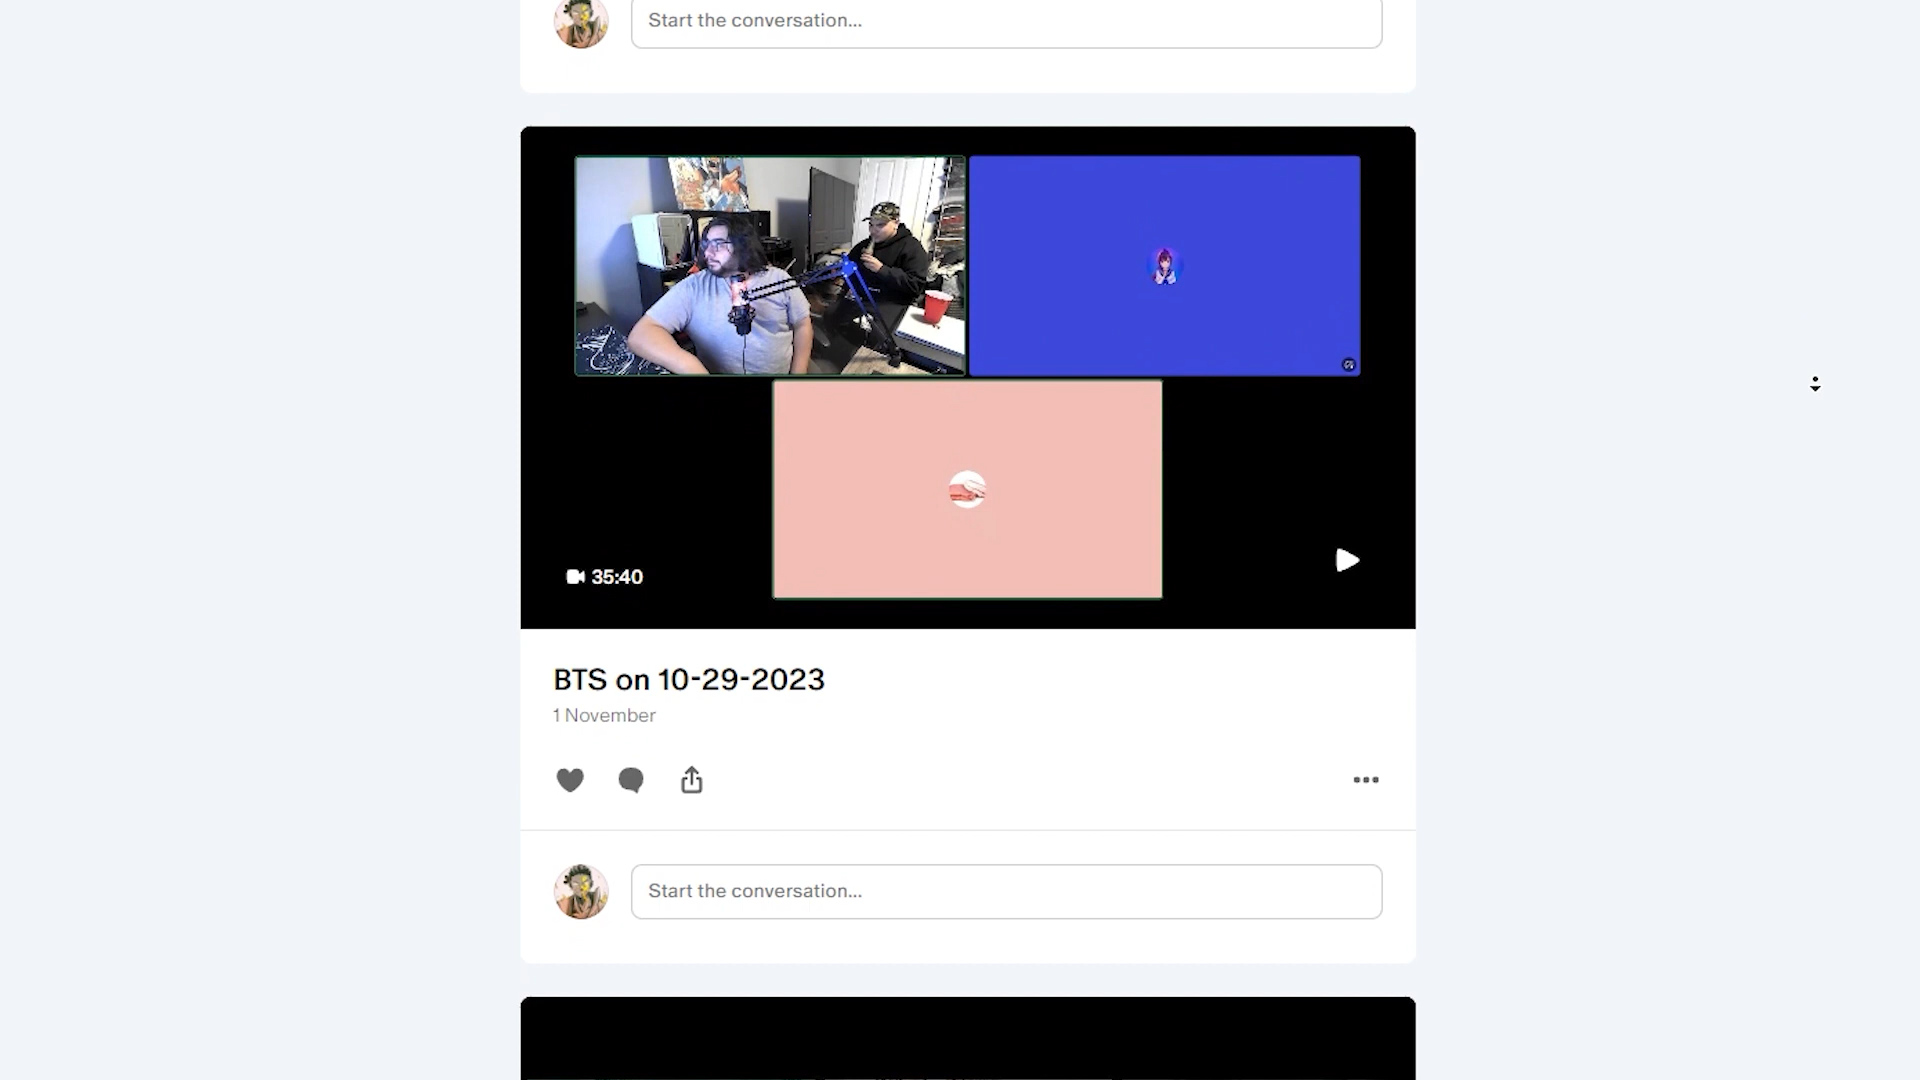 Start the conversation...
35:40
BTS on 10-29-2023
1 November
Start the conversation...